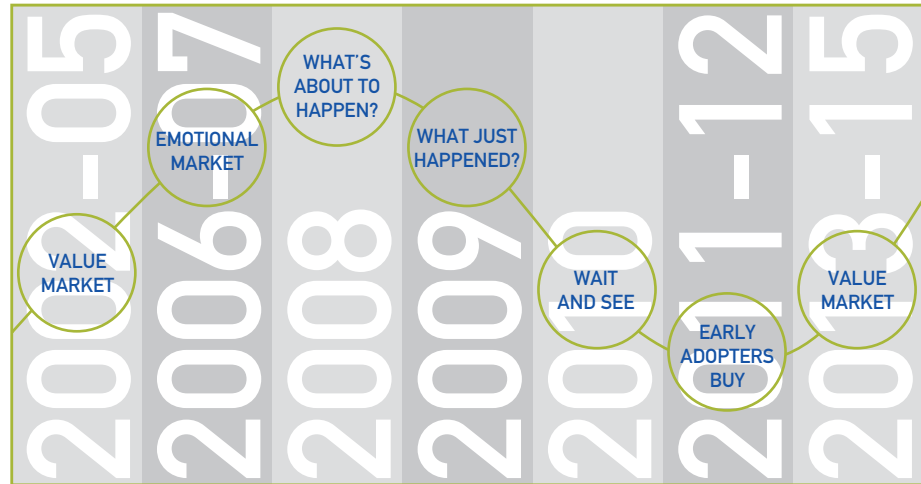 2002-05
VALUE
MARKET
2006-07
EMOTIONAL
MARKET
2008
WHAT'S
ABOUT TO
HAPPEN?
2009
WHAT JUST
HAPPENED?
2010
WAIT
AND SEE
2011-12
EARLY
ADOPTERS
BUY
2013-15
VALUE
MARKET